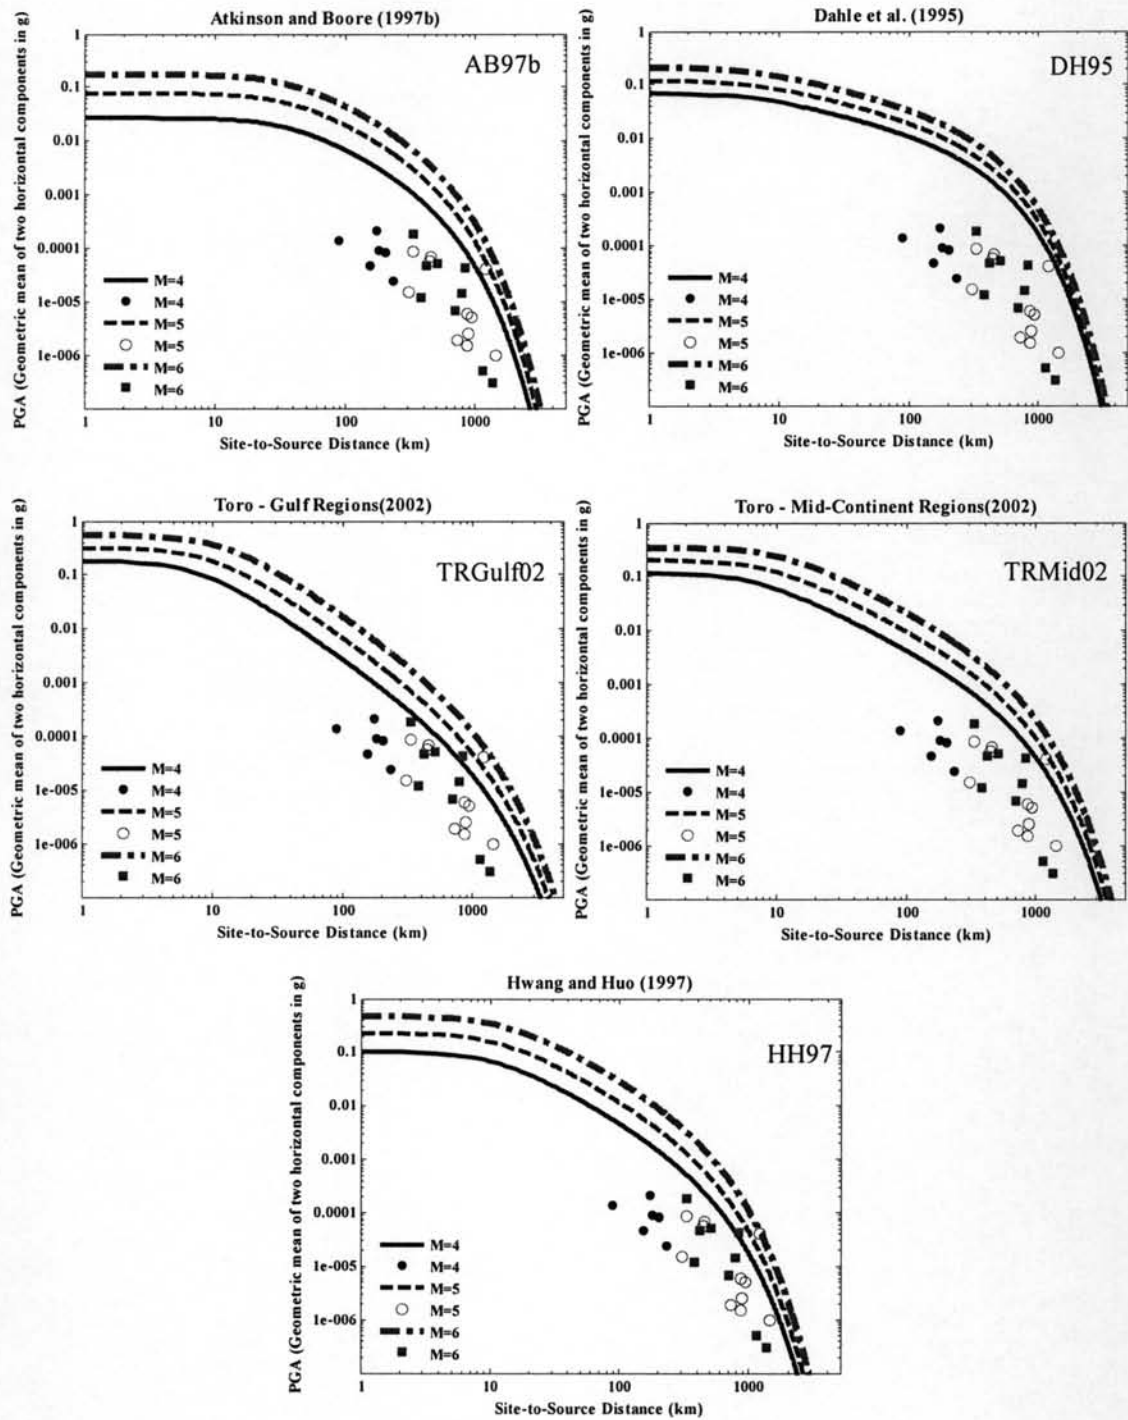 Atkinson and Boore (1997b)
AB97b
PGA (Geometric mean of two horizontal components in g)
1
0.1
0.01
0.001
0.0001
1e-005
1e-006
M=4
M=4
M=5
M=5
M=6
M=6
1 10 100 1000
Site-to-Source Distance (km)
Dahle et al. (1995)
DH95
PGA (Geometric mean of two horizontal components in g)
1
0.1
0.01
0.001
0.0001
1e-005
1e-006
M=4
M=4
M=5
M=5
M=6
M=6
1 10 100 1000
Site-to-Source Distance (km)
Toro - Gulf Regions(2002)
TRGulf02
PGA (Geometric mean of two horizontal components in g)
1
0.1
0.01
0.001
0.0001
1e-005
1e-006
M=4
M=4
M=5
M=5
M=6
M=6
1 10 100 1000
Site-to-Source Distance (km)
Toro - Mid-Continent Regions(2002)
TRMid02
PGA (Geometric mean of two horizontal components in g)
1
0.1
0.01
0.001
0.0001
1e-005
1e-006
M=4
M=4
M=5
M=5
M=6
M=6
1 10 100 1000
Site-to-Source Distance (km)
Hwang and Huo (1997)
HH97
PGA (Geometric mean of two horizontal components in g)
1
0.1
0.01
0.001
0.0001
1e-005
1e-006
M=4
M=4
M=5
M=5
M=6
M=6
1 10 100 1000
Site-to-Source Distance (km)